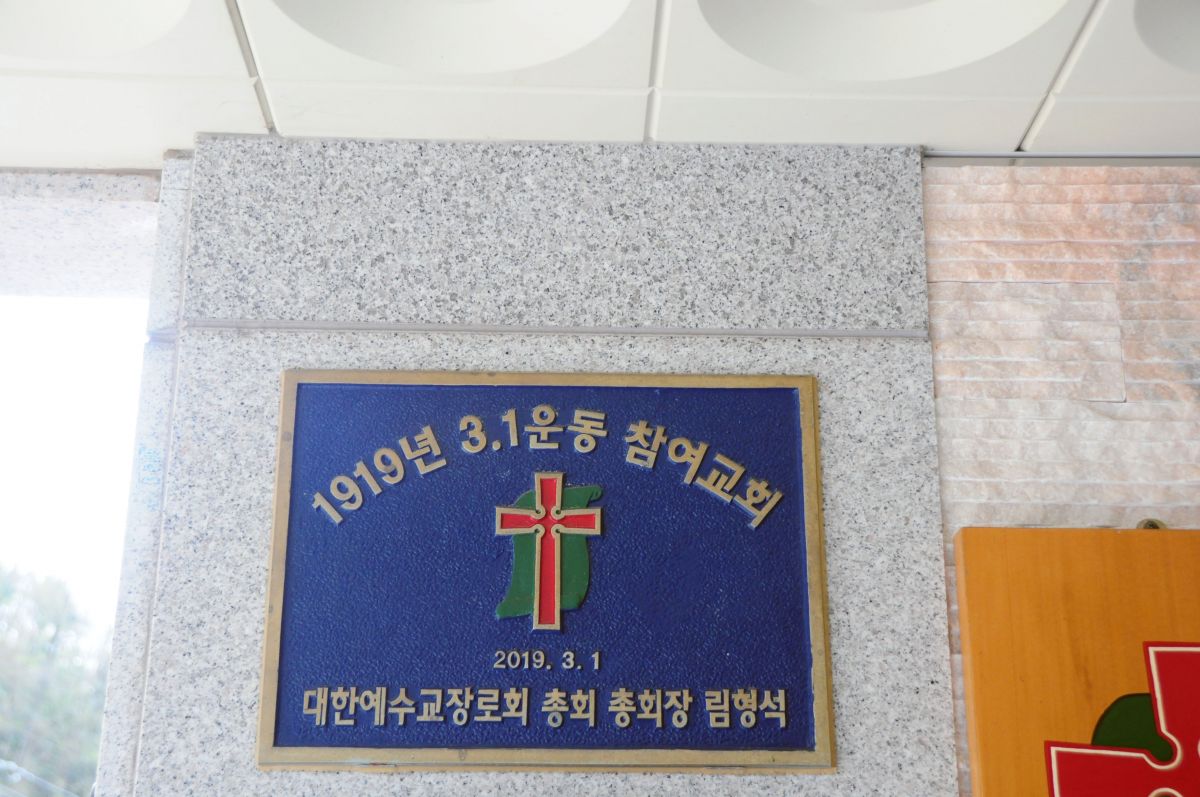 1919년 3.1운동 참여교회
2019. 3. 1
대한예수교장로회 총회 총회장 림형석